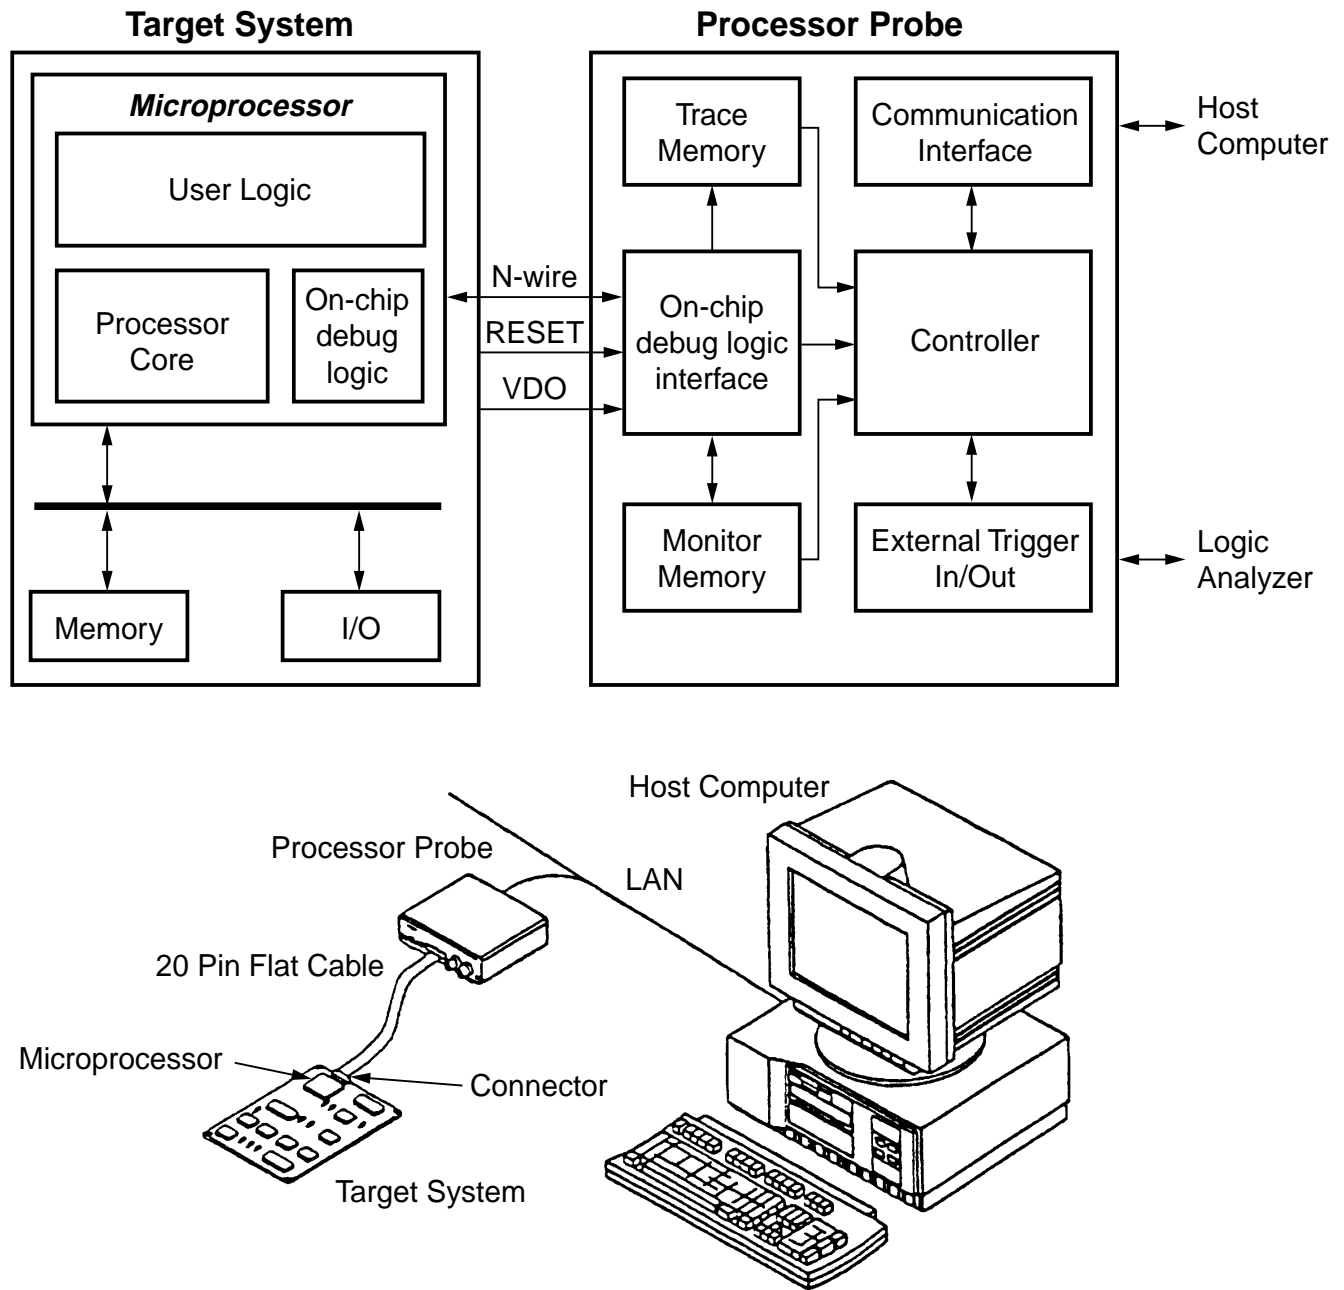 Target System
Processor Probe
Microprocessor
User Logic
Processor
Core
On-chip
debug
logic
Memory
I/O
N-wire
RESET
VDO
Trace
Memory
Communication
Interface
On-chip
debug logic
interface
Controller
Monitor
Memory
External Trigger
In/Out
Host
Computer
Logic
Analyzer
Host Computer
Processor Probe
LAN
20 Pin Flat Cable
Microprocessor
Connector
Target System